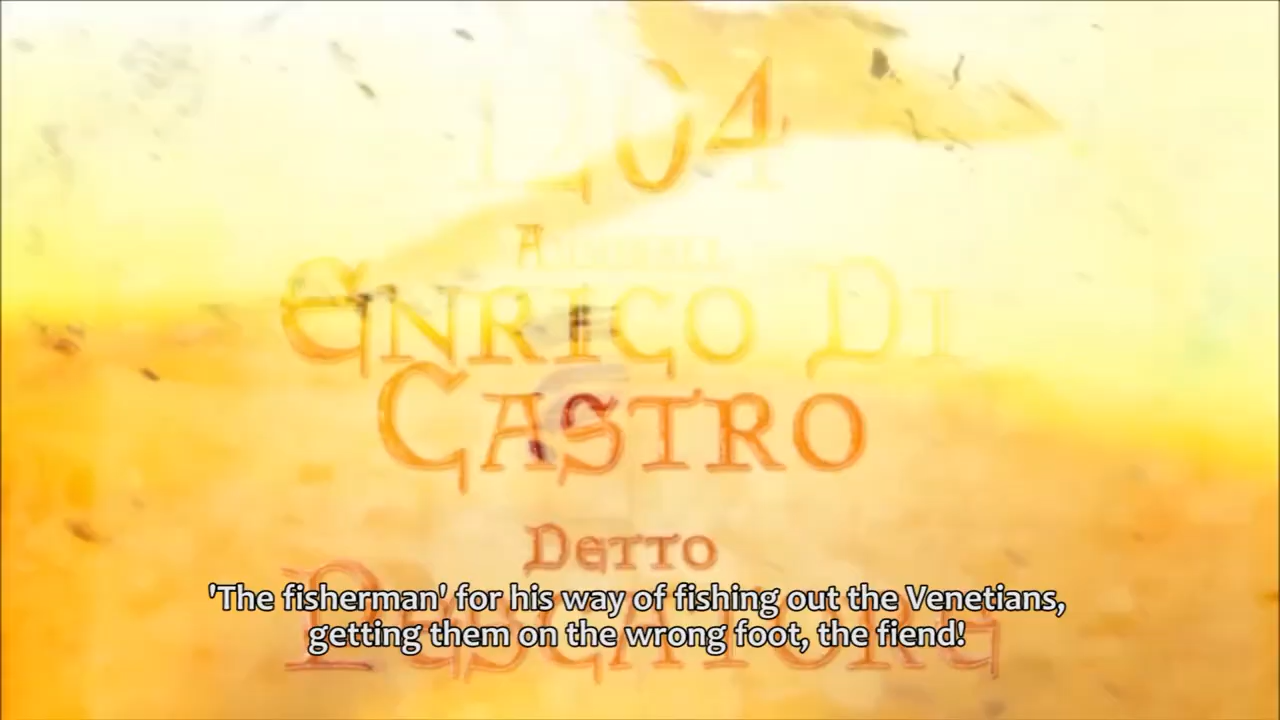 1204
ENRICO DI
CASTRO
DETTO
PESCATORE
'The fisherman' for his way of fishing out the Venetians,
getting them on the wrong foot, the fiend!